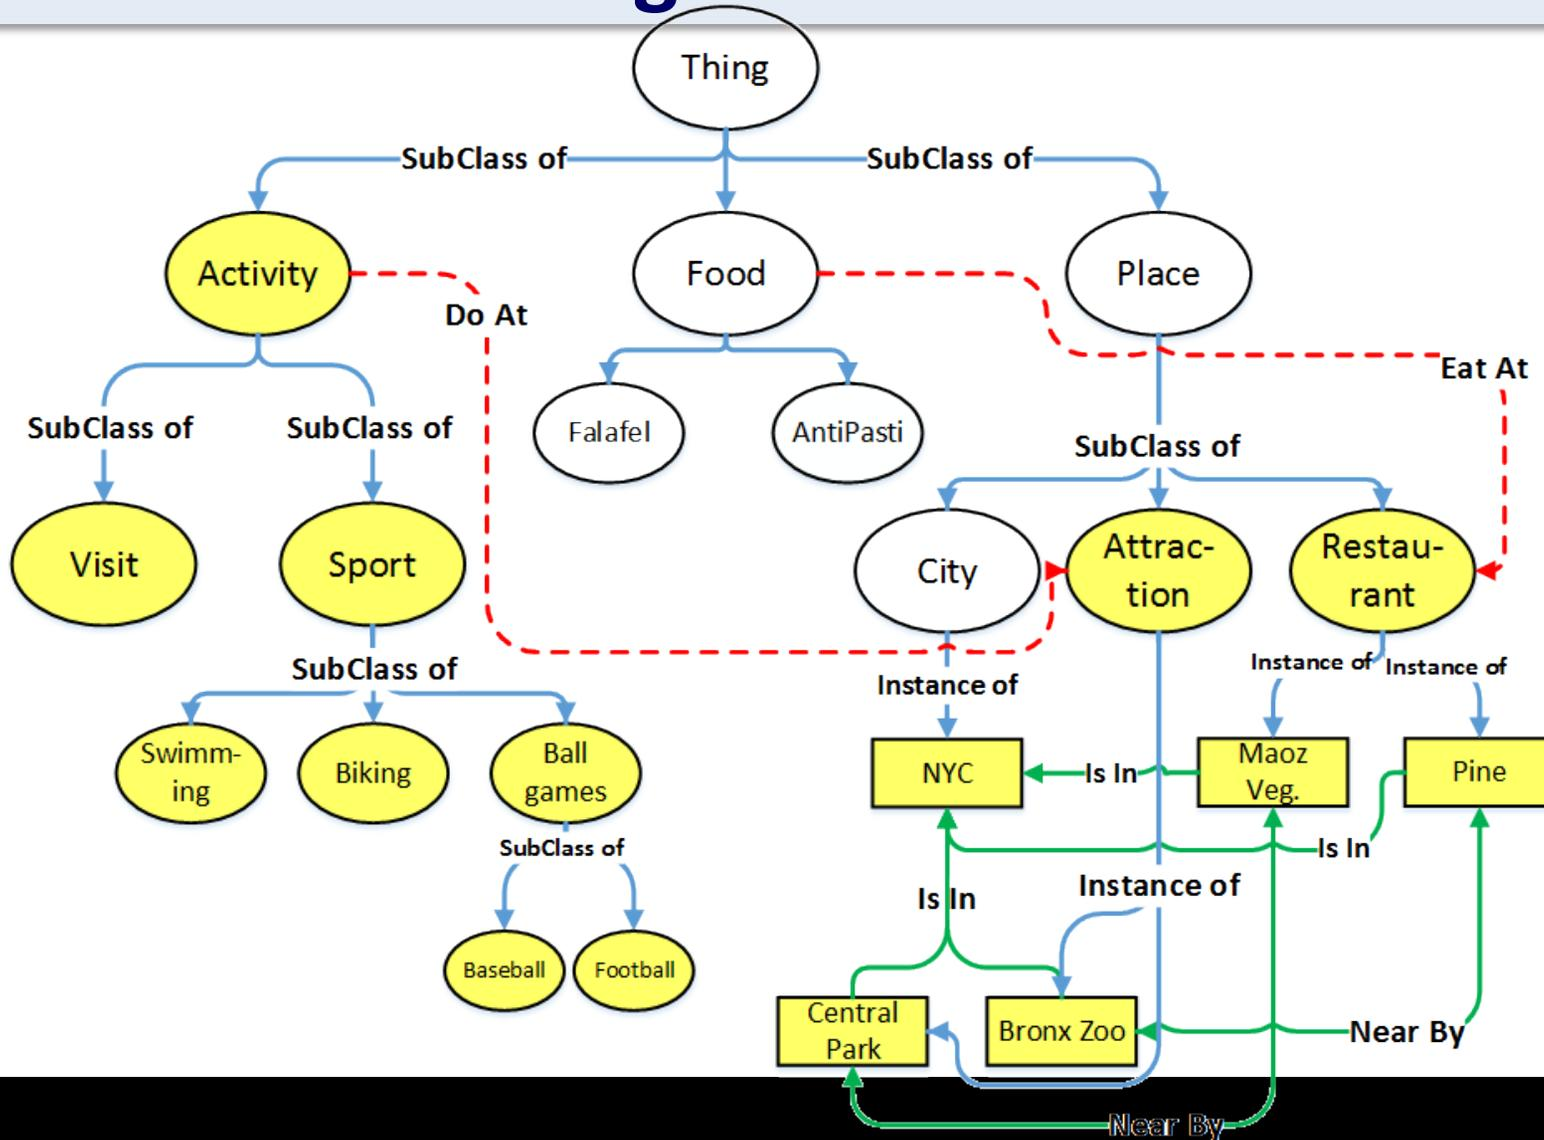 g
Thing
SubClass of
SubClass of
Activity
Food
Place
Do At
Eat At
SubClass of
SubClass of
Falafel
AntiPasti
SubClass of
Visit
Sport
City
Attrac-
tion
Restau-
rant
SubClass of
Instance of
Instance of
Instance of
Swimm-
ing
Biking
Ball
games
NYC
Is In
Maoz
Veg.
Pine
SubClass of
Is In
Is In
Instance of
Baseball
Football
Central
Park
Bronx Zoo
Near By
Near By